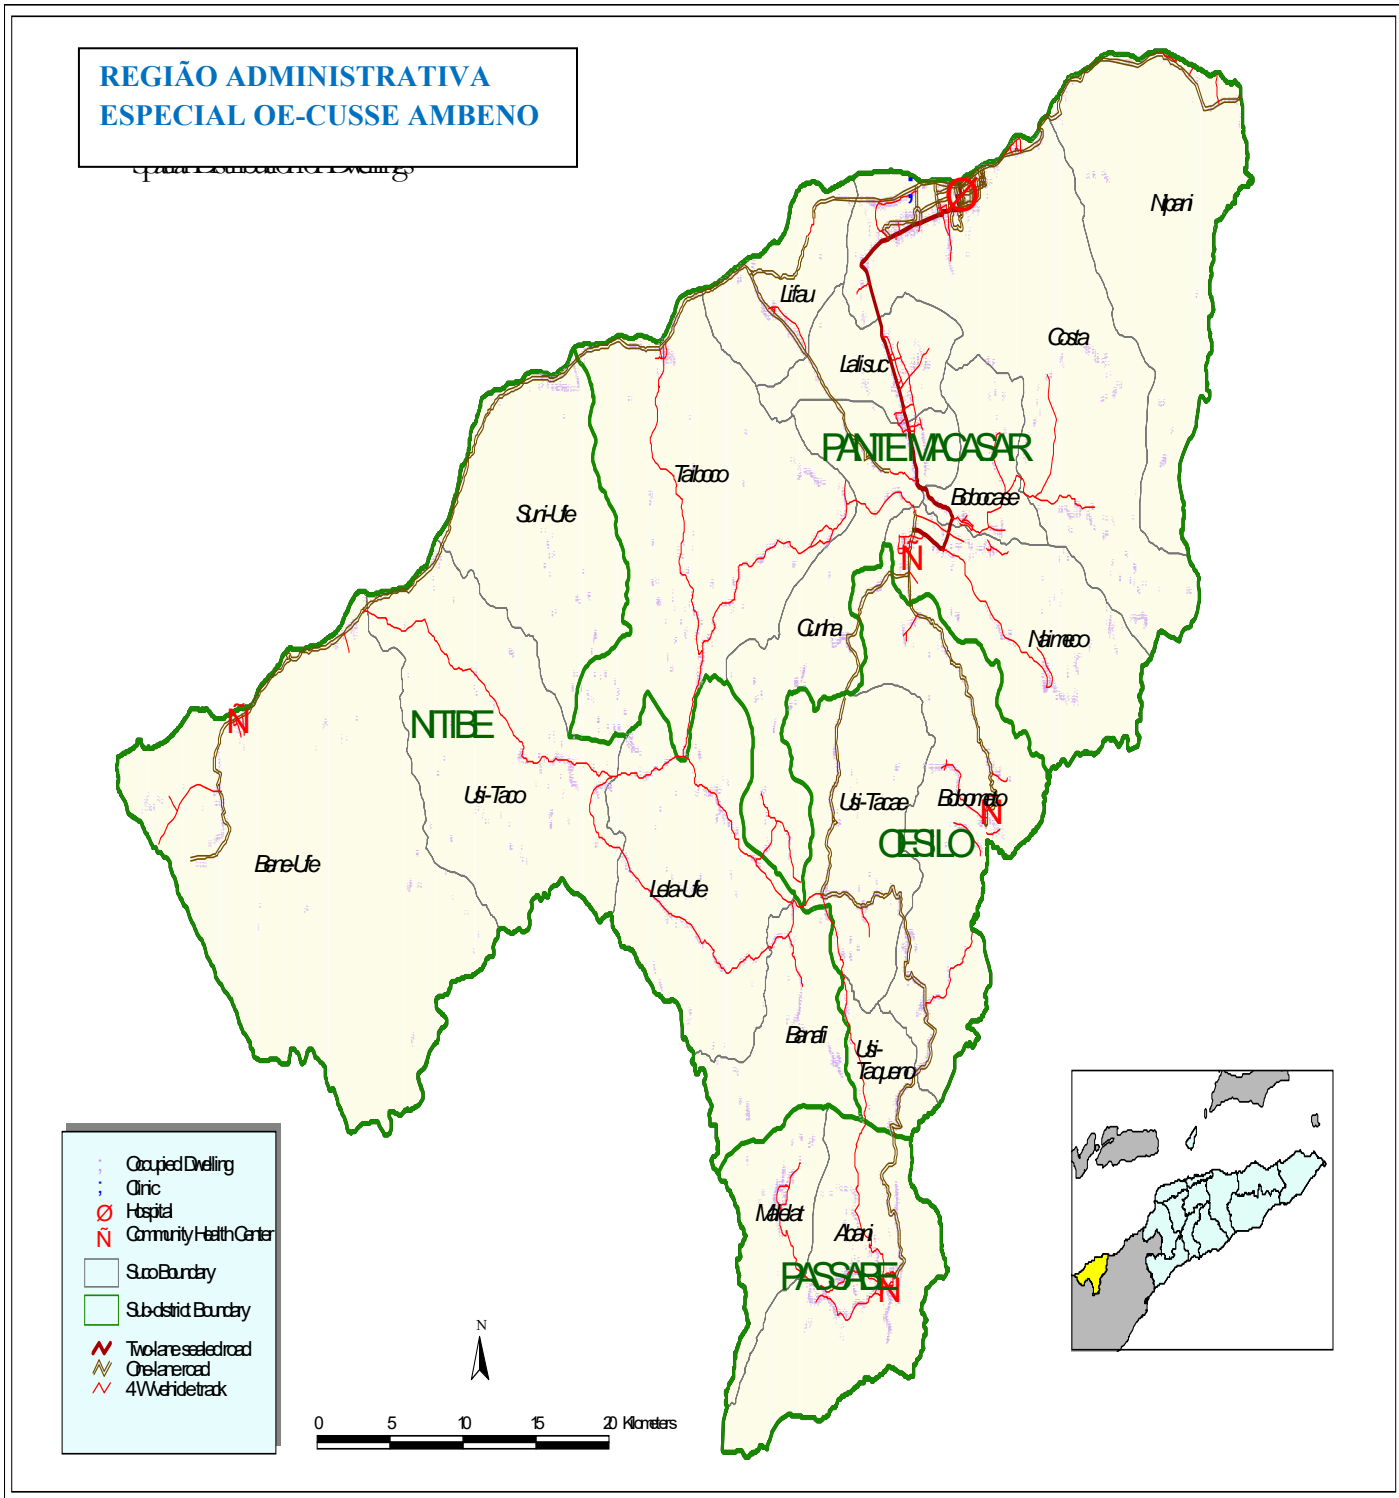 REGIÃO ADMINISTRATIVA
ESPECIAL OE-CUSSE AMBENO
Nipani
Lifau
Costa
Lalisuc
PANTE MACASAR
Taiboco
Bobocase
Suni-Ufe
Cunha
Naimeco
Ñ
Ñ
NITIBE
Usi-Taco
Usi-Tacae
Bobometo
Ñ
OESILO
Bene-Ufe
Lela-Ufe
Banafi
Usi-
Taqueno
Malelat
Abani
PASSABE
Ñ
Occupied Dwelling
Clinic
Ø Hospital
Ñ Community Health Center
Suco Boundary
Sub-district Boundary
Two-lane sealed road
One-lane road
4W vehicle track
N
0 5 10 15 20 Kilometers